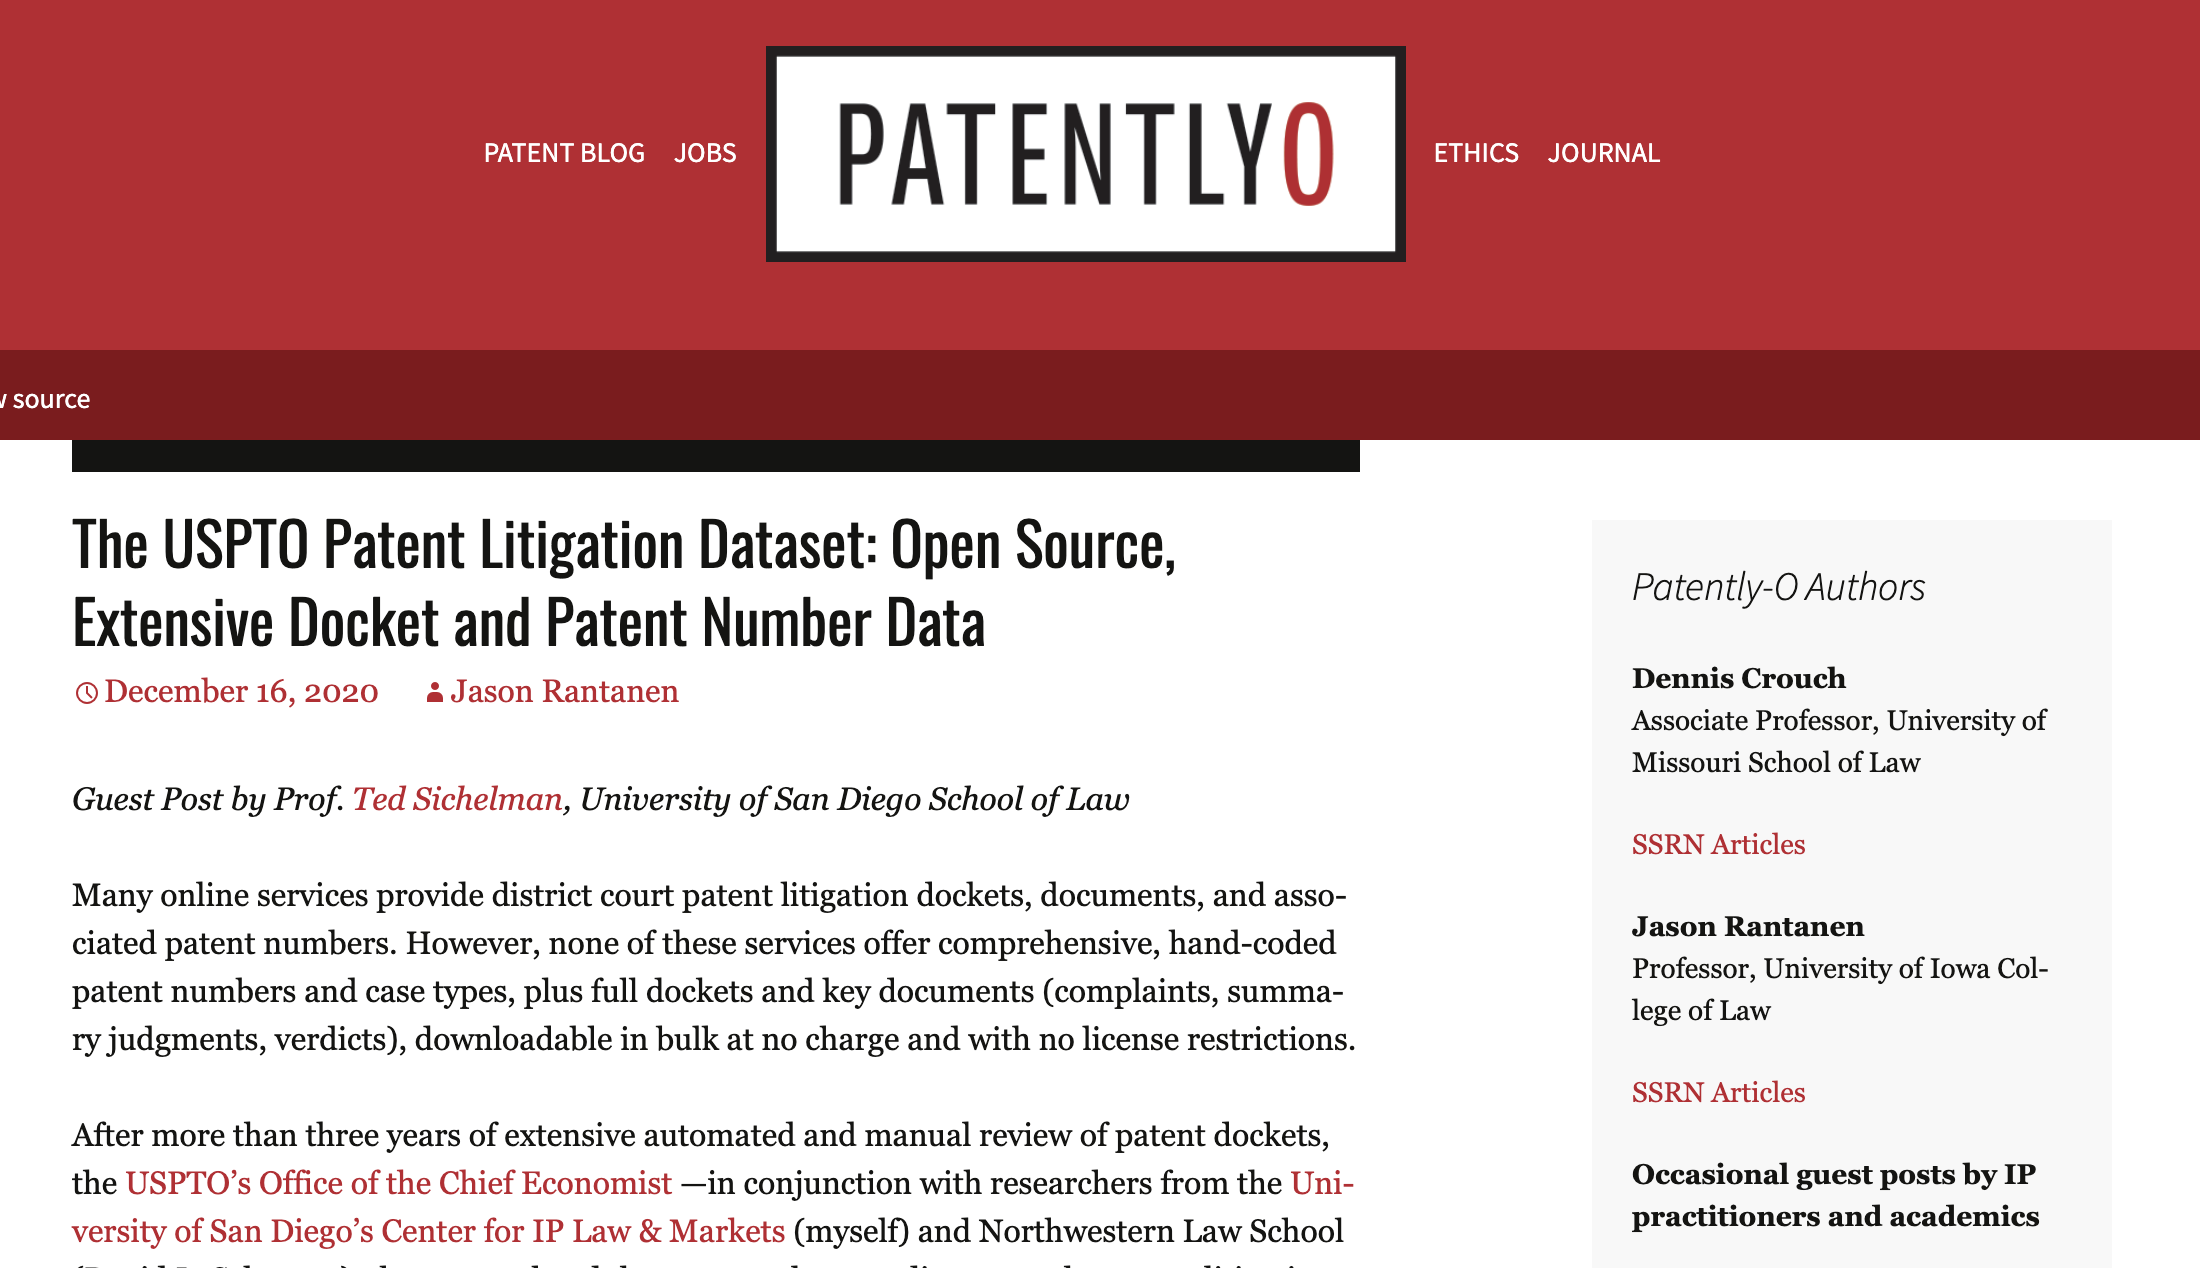 PATENT BLOG JOBS PATENTLYO ETHICS JOURNAL
source
The USPTO Patent Litigation Dataset: Open Source,
Extensive Docket and Patent Number Data
December 16, 2020 Jason Rantanen
Guest Post by Prof. Ted Sichelman, University of San Diego School of Law
Many online services provide district court patent litigation dockets, documents, and asso-
ciated patent numbers. However, none of these services offer comprehensive, hand-coded
patent numbers and case types, plus full dockets and key documents (complaints, summa-
ry judgments, verdicts), downloadable in bulk at no charge and with no license restrictions.
After more than three years of extensive automated and manual review of patent dockets,
the USPTO’s Office of the Chief Economist —in conjunction with researchers from the Uni-
versity of San Diego’s Center for IP Law & Markets (myself) and Northwestern Law School
Patently-O Authors
Dennis Crouch
Associate Professor, University of
Missouri School of Law
SSRN Articles
Jason Rantanen
Professor, University of Iowa Col-
lege of Law
SSRN Articles
Occasional guest posts by IP
practitioners and academics